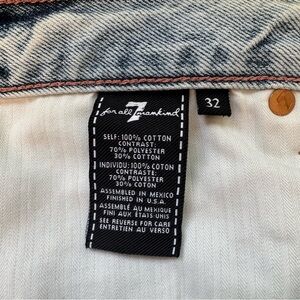 7
for all mankind
32
SELF: 100% COTTON
CONTRAST:
70% POLYESTER
30% COTTON
INDIVIDU: 100% COTON
CONTRASTE:
70% POLYESTER
30% COTON
ASSEMBLED IN MEXICO
FINISHED IN U.S.A.
ASSEMBLÉ AU MEXIQUE
FINI AUX ÉTATS UNIS
SEE REVERSE FOR CARE
ENTRETIEN AU VERSO